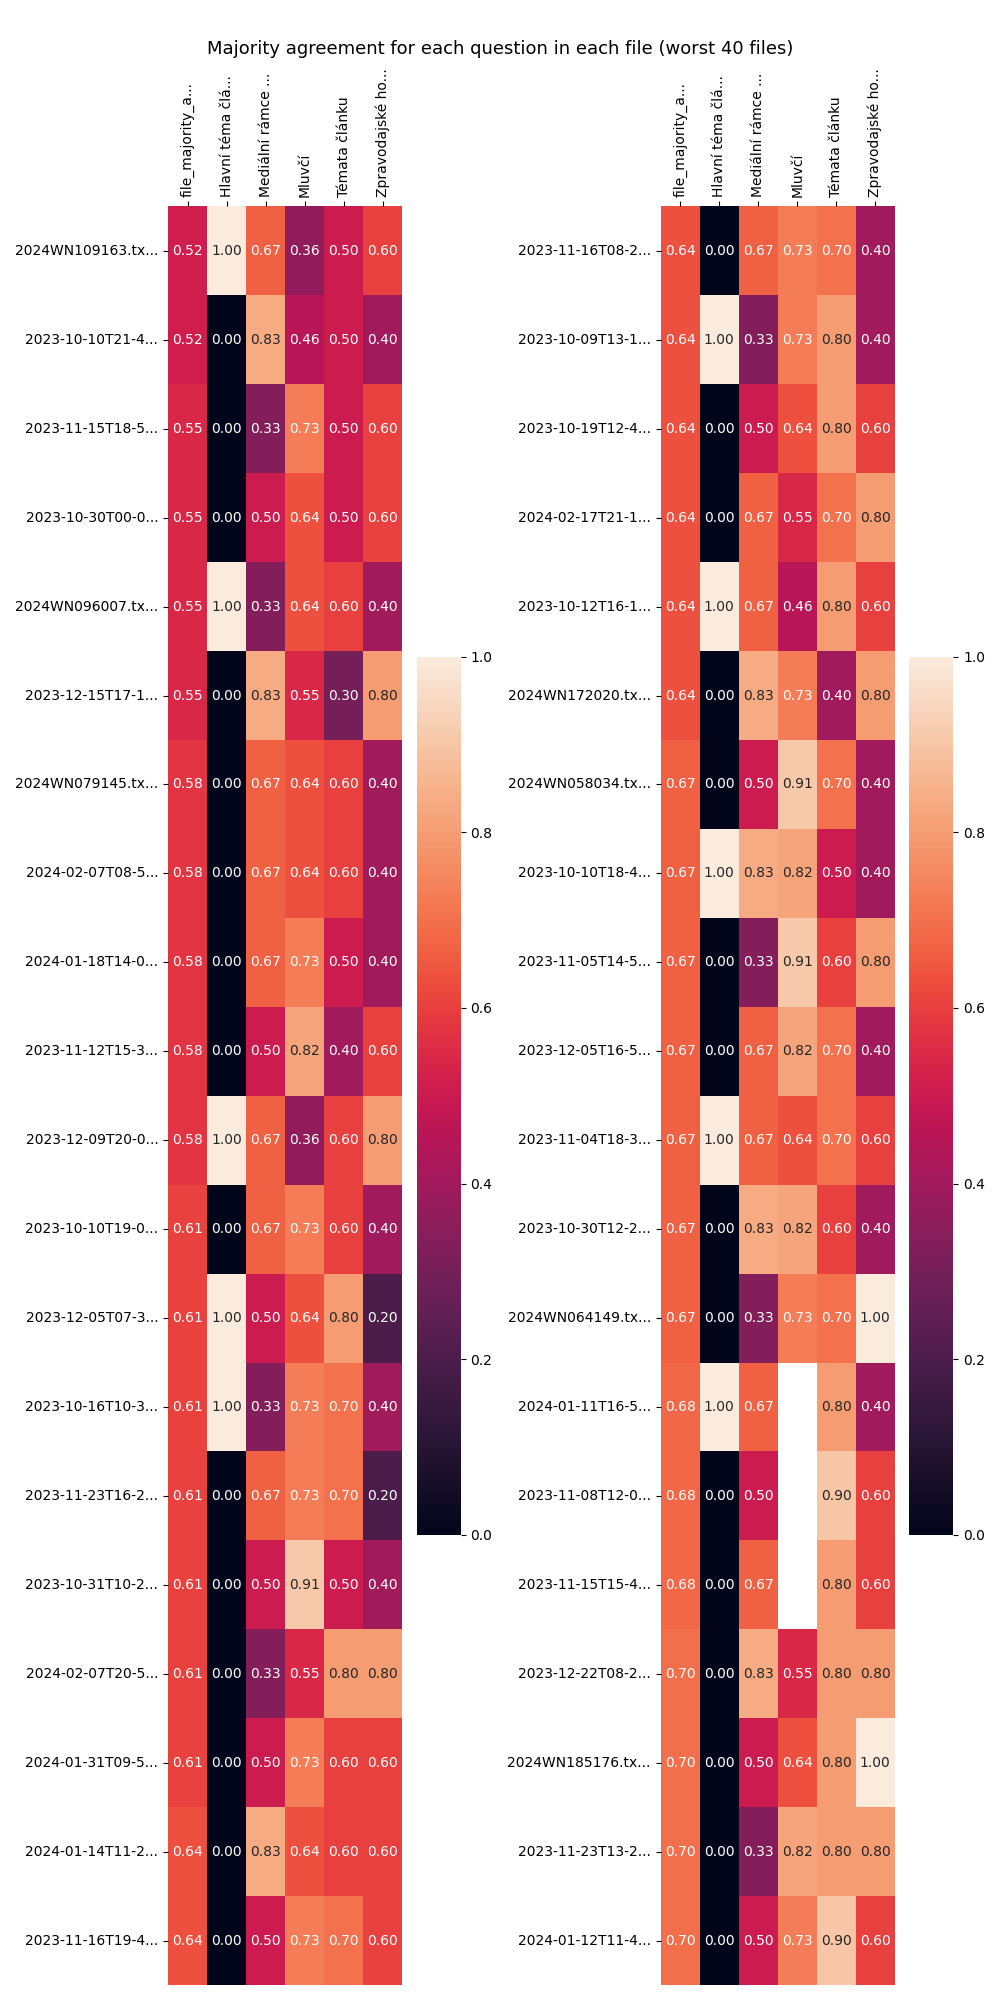 Majority agreement for each question in each file (worst 40 files)
file_majority_a...
Hlavní téma člá...
Mediální rámce ...
Mluvčí
Témata článku
Zpravodajské ho...
2024WN109163.tx... 0.52 1.00 0.67 0.36 0.50 0.60
2023-10-10T21-4... 0.52 0.00 0.83 0.46 0.50 0.40
2023-11-15T18-5... 0.55 0.00 0.33 0.73 0.50 0.60
2023-10-30T00-0... 0.55 0.00 0.50 0.64 0.50 0.60
2024WN096007.tx... 0.55 1.00 0.33 0.64 0.60 0.40
2023-12-15T17-1... 0.55 0.00 0.83 0.55 0.30 0.80
2024WN079145.tx... 0.58 0.00 0.67 0.64 0.60 0.40
2024-02-07T08-5... 0.58 0.00 0.67 0.64 0.60 0.40
2024-01-18T14-0... 0.58 0.00 0.67 0.73 0.50 0.40
2023-11-12T15-3... 0.58 0.00 0.50 0.82 0.40 0.60
2023-12-09T20-0... 0.58 1.00 0.67 0.36 0.60 0.80
2023-10-10T19-0... 0.61 0.00 0.67 0.73 0.60 0.40
2023-12-05T07-3... 0.61 1.00 0.50 0.64 0.80 0.20
2023-10-16T10-3... 0.61 1.00 0.33 0.73 0.70 0.40
2023-11-23T16-2... 0.61 0.00 0.67 0.73 0.70 0.20
2023-10-31T10-2... 0.61 0.00 0.50 0.91 0.50 0.40
2024-02-07T20-5... 0.61 0.00 0.33 0.55 0.80 0.80
2024-01-31T09-5... 0.61 0.00 0.50 0.73 0.60 0.60
2024-01-14T11-2... 0.64 0.00 0.83 0.64 0.60 0.60
2023-11-16T19-4... 0.64 0.00 0.50 0.73 0.70 0.60
1.0
0.8
0.6
0.4
0.2
0.0
file_majority_a...
Hlavní téma člá...
Mediální rámce ...
Mluvčí
Témata článku
Zpravodajské ho...
2023-11-16T08-2... 0.64 0.00 0.67 0.73 0.70 0.40
2023-10-09T13-1... 0.64 1.00 0.33 0.73 0.80 0.40
2023-10-19T12-4... 0.64 0.00 0.50 0.64 0.80 0.60
2024-02-17T21-1... 0.64 0.00 0.67 0.55 0.70 0.80
2023-10-12T16-1... 0.64 1.00 0.67 0.46 0.80 0.60
2024WN172020.tx... 0.64 0.00 0.83 0.73 0.40 0.80
2024WN058034.tx... 0.67 0.00 0.50 0.91 0.70 0.40
2023-10-10T18-4... 0.67 1.00 0.83 0.82 0.50 0.40
2023-11-05T14-5... 0.67 0.00 0.33 0.91 0.60 0.80
2023-12-05T16-5... 0.67 0.00 0.67 0.82 0.70 0.40
2023-11-04T18-3... 0.67 1.00 0.67 0.64 0.70 0.60
2023-10-30T12-2... 0.67 0.00 0.83 0.82 0.60 0.40
2024WN064149.tx... 0.67 0.00 0.33 0.73 0.70 1.00
2024-01-11T16-5... 0.68 1.00 0.67 0.80 0.40
2023-11-08T12-0... 0.68 0.00 0.50 0.90 0.60
2023-11-15T15-4... 0.68 0.00 0.67 0.80 0.60
2023-12-22T08-2... 0.70 0.00 0.83 0.55 0.80 0.80
2024WN185176.tx... 0.70 0.00 0.50 0.64 0.80 1.00
2023-11-23T13-2... 0.70 0.00 0.33 0.82 0.80 0.80
2024-01-12T11-4... 0.70 0.00 0.50 0.73 0.90 0.60
1.0
0.8
0.6
0.4
0.2
0.0